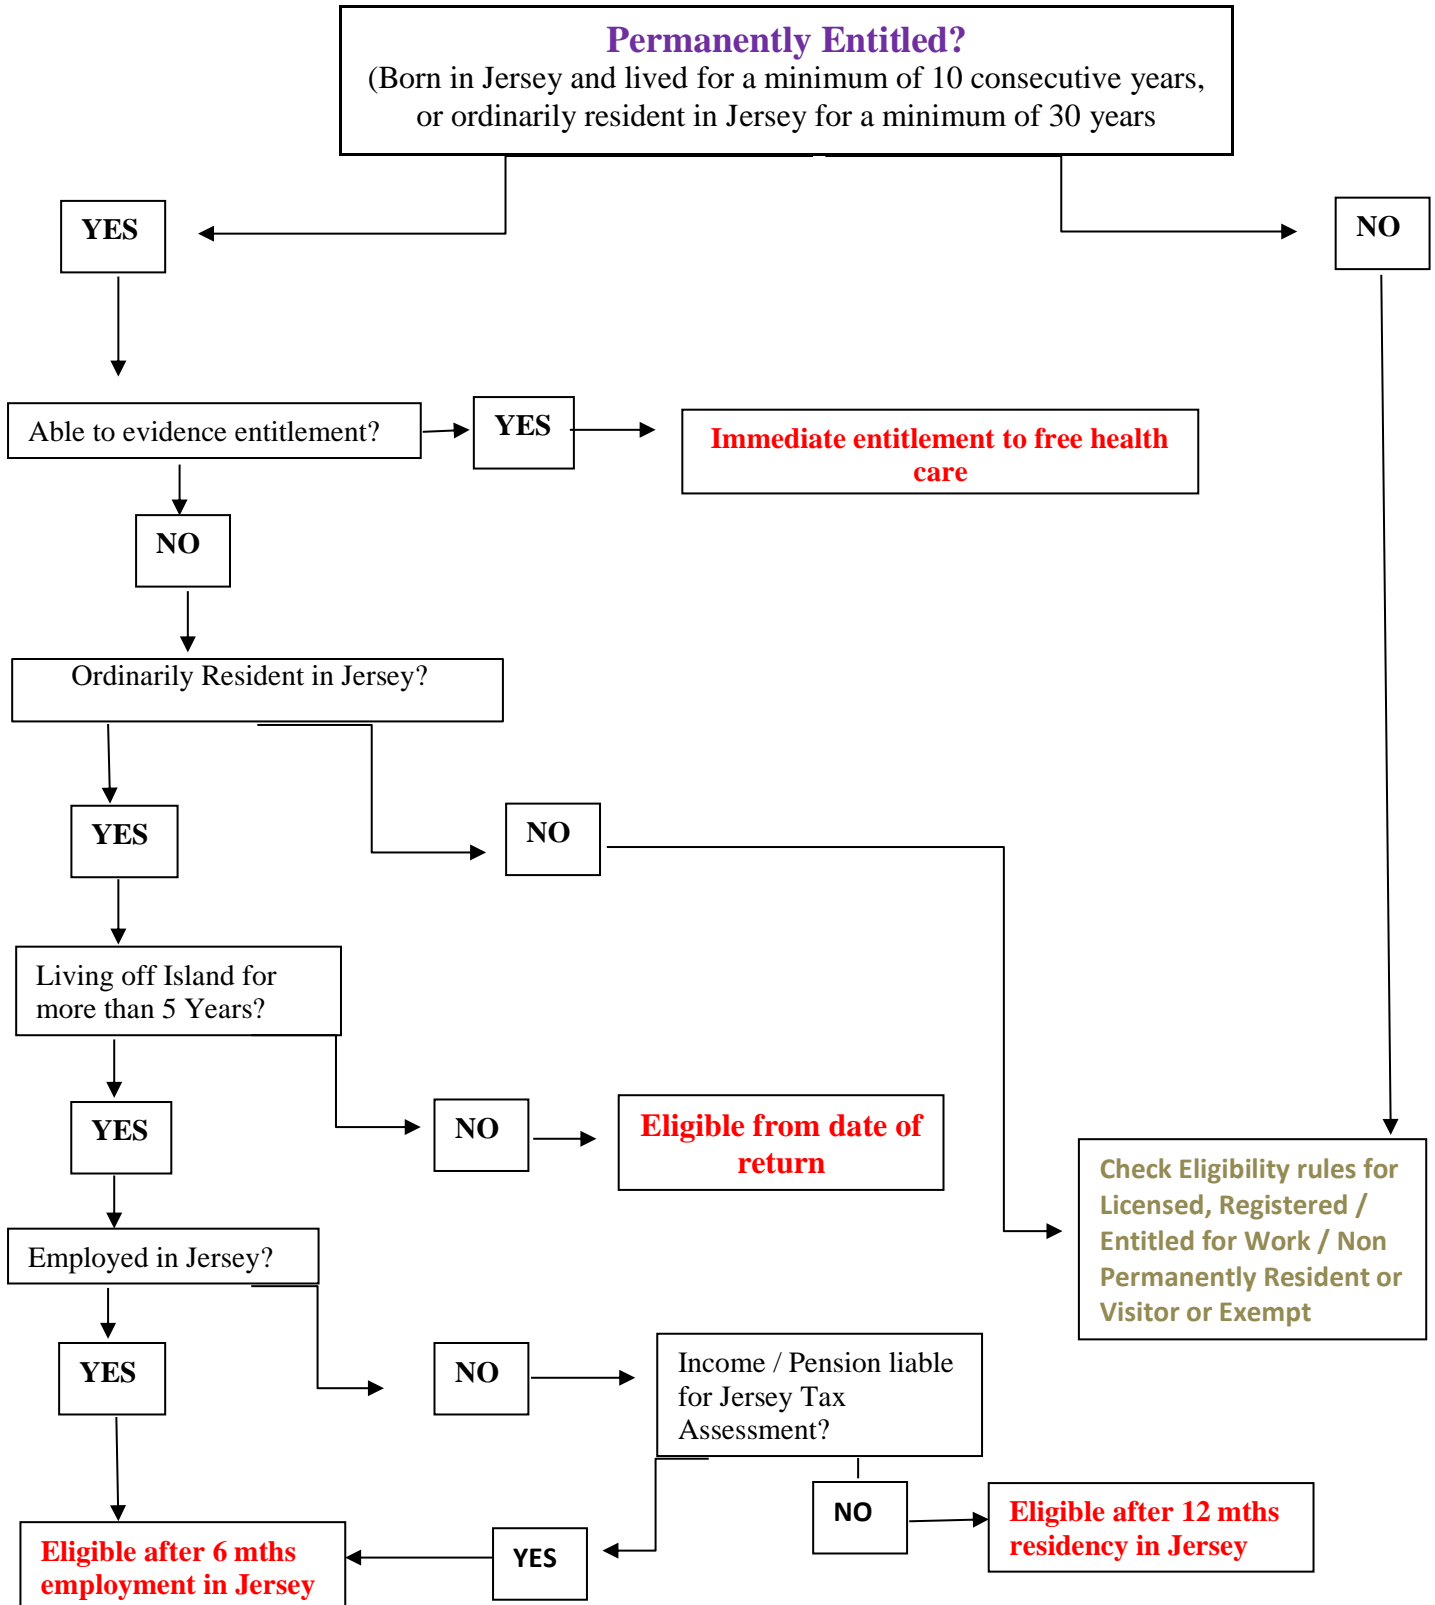 Permanently Entitled?
(Born in Jersey and lived for a minimum of 10 consecutive years,
or ordinarily resident in Jersey for a minimum of 30 years
YES
NO
Able to evidence entitlement?
YES
Immediate entitlement to free health
care
NO
Ordinarily Resident in Jersey?
YES
NO
Living off Island for
more than 5 Years?
YES
NO
Eligible from date of
return
Check Eligibility rules for
Licensed, Registered /
Entitled for Work / Non
Permanently Resident or
Visitor or Exempt
Employed in Jersey?
YES
NO
Income / Pension liable
for Jersey Tax
Assessment?
NO
Eligible after 12 mths
residency in Jersey
YES
Eligible after 6 mths
employment in Jersey